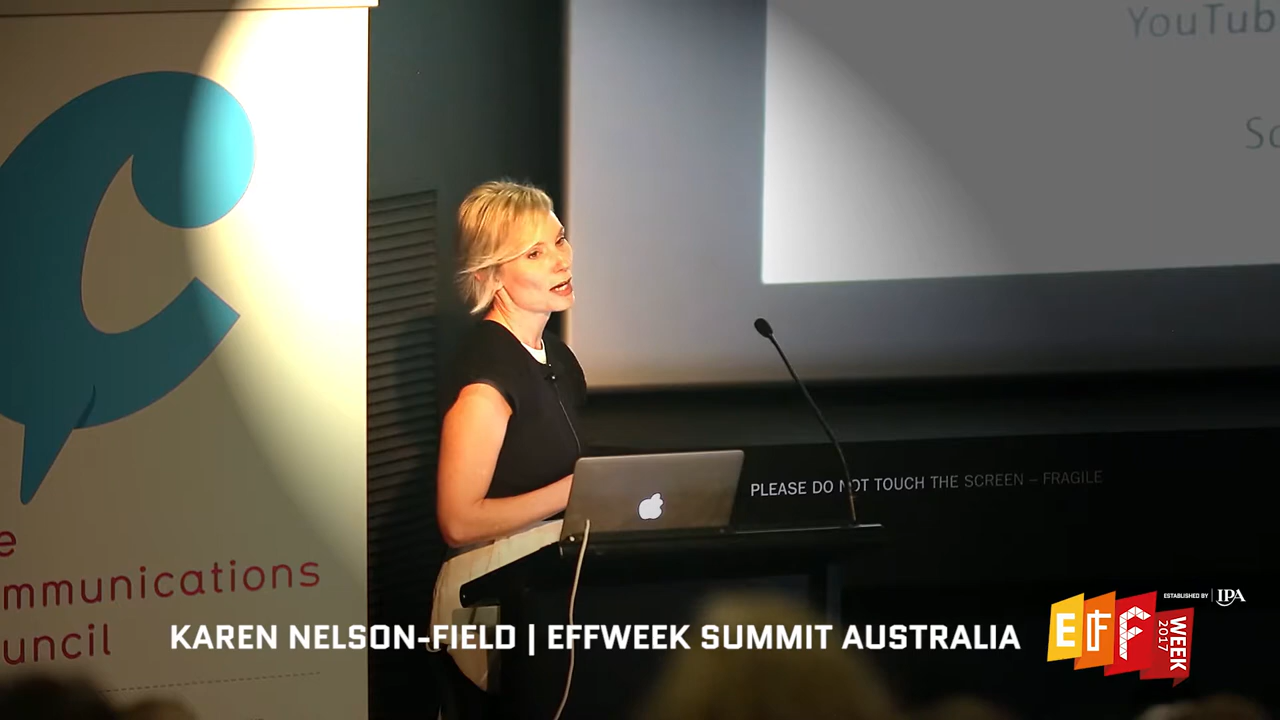 YouTub
So
PLEASE DO NOT TOUCH THE SCREEN – FRAGILE
e
mmunications
uncil
KAREN NELSON-FIELD | EFFWEEK SUMMIT AUSTRALIA
ESTABLISHED BY | IPA
EFF
WEEK
2017